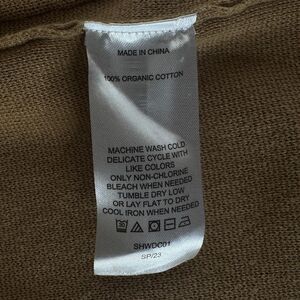 MADE IN CHINA
100% ORGANIC COTTON
MACHINE WASH COLD
DELICATE CYCLE WITH
LIKE COLORS
ONLY NON-CHLORINE
BLEACH WHEN NEEDED
TUMBLE DRY LOW
OR LAY FLAT TO DRY
COOL IRON WHEN NEEDED
30
SHWDC01
SP/23